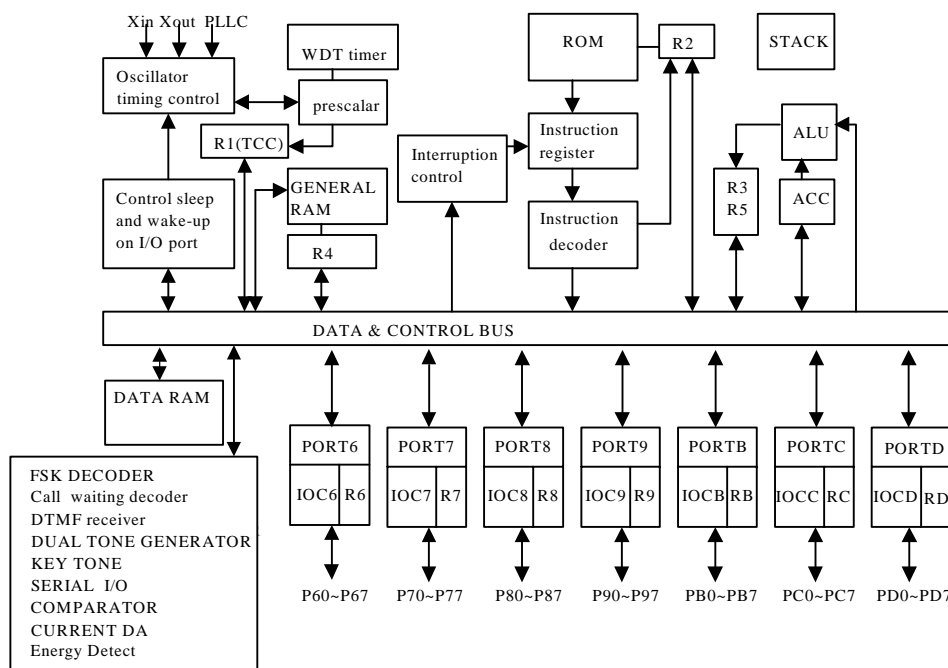 Xin Xout PLLC
WDT timer
ROM
R2
STACK
Oscillator
timing control
prescalar
R1(TCC)
Interruption
control
Instruction
register
ALU
Control sleep
and wake-up
on I/O port
GENERAL
RAM
R4
Instruction
decoder
R3
R5
ACC
DATA & CONTROL BUS
DATA RAM
PORT6
PORT7
PORT8
PORT9
PORTB
PORTC
PORTD
IOC6 R6
IOC7 R7
IOC8 R8
IOC9 R9
IOCB RB
IOCC RC
IOCD RD
P60~P67
P70~P77
P80~P87
P90~P97
PB0~PB7
PC0~PC7
PD0~PD7
FSK DECODER
Call waiting decoder
DTMF receiver
DUAL TONE GENERATOR
KEY TONE
SERIAL I/O
COMPARATOR
CURRENT DA
Energy Detect